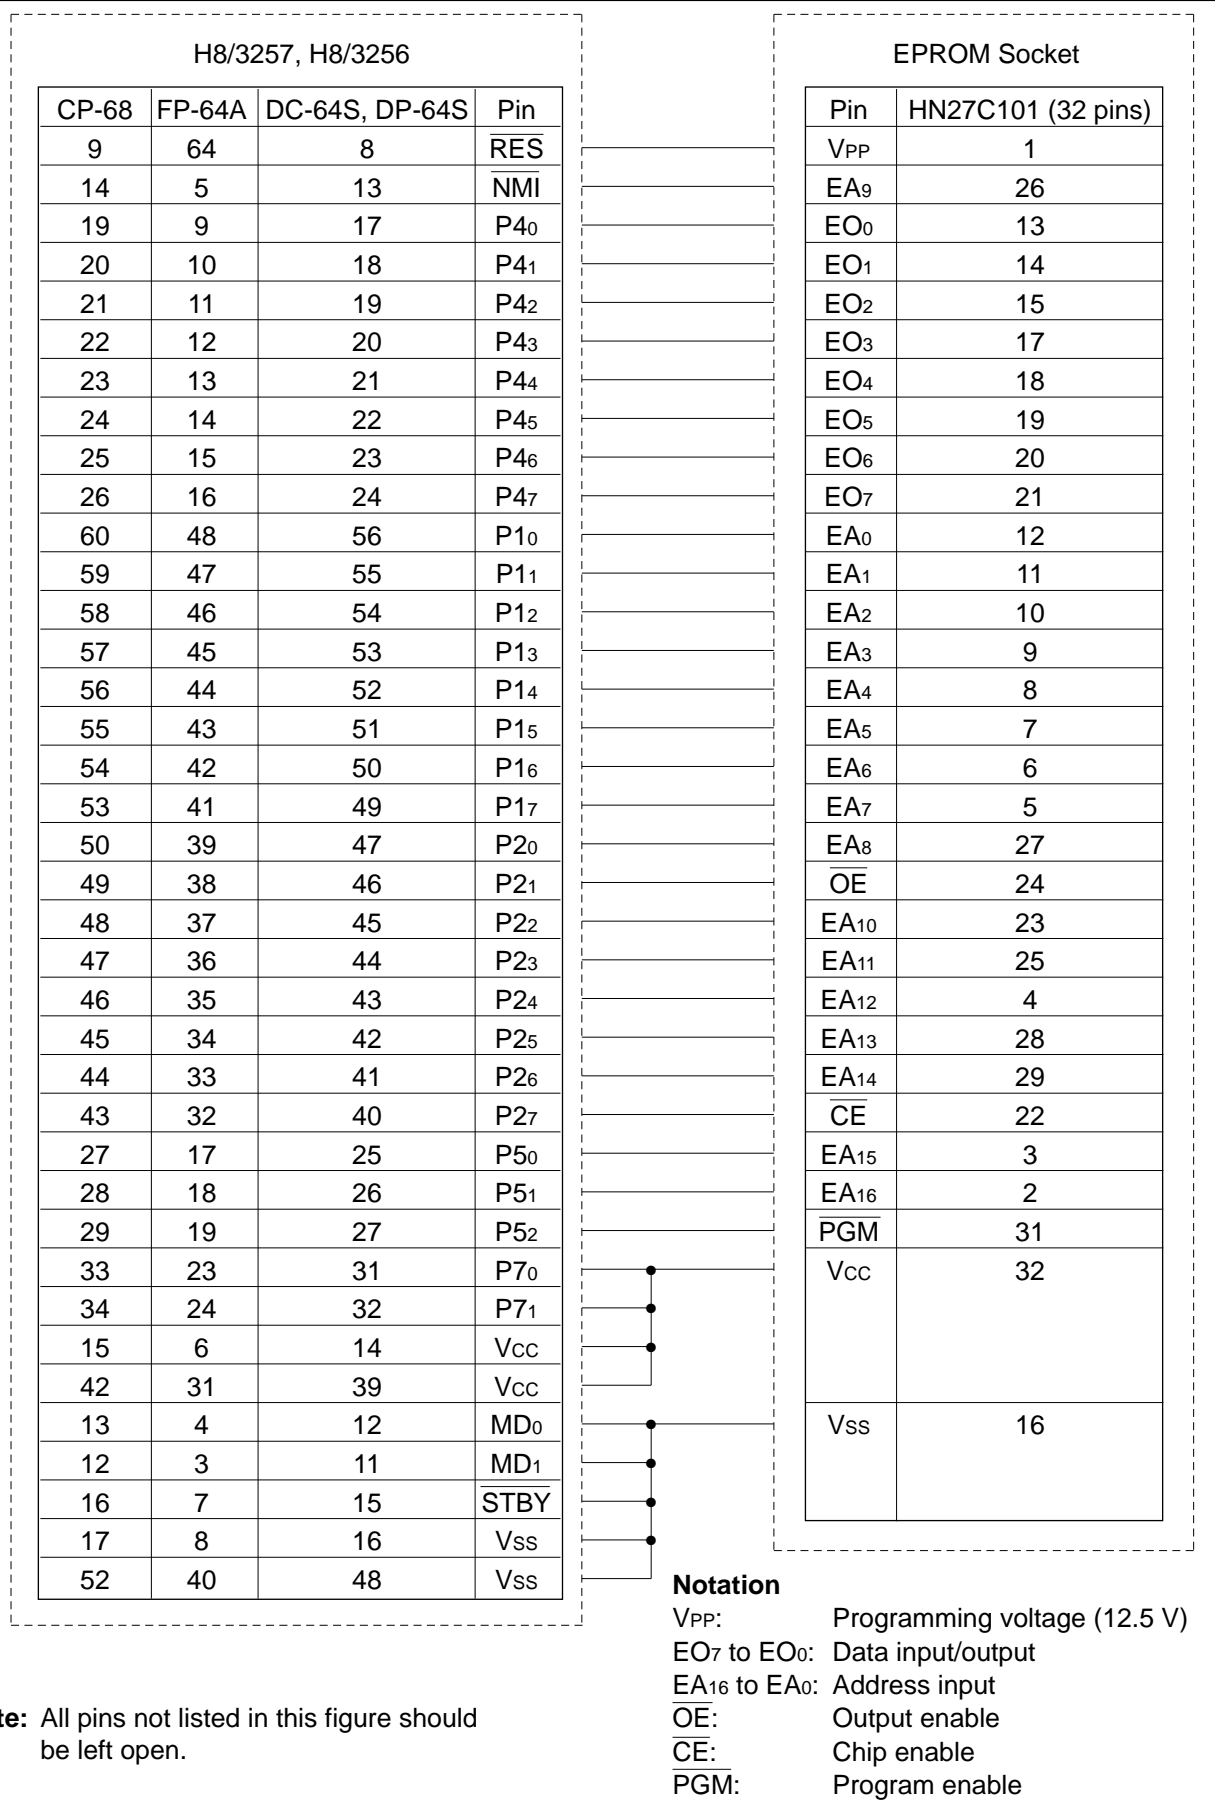 H8/3257, H8/3256 EPROM Socket
CP-68 FP-64A DC-64S, DP-64S Pin Pin HN27C101 (32 pins)
9 64 8 R̅E̅S̅ VPP 1
14 5 13 N̅M̅I̅ EA9 26
19 9 17 P40 EO0 13
20 10 18 P41 EO1 14
21 11 19 P42 EO2 15
22 12 20 P43 EO3 17
23 13 21 P44 EO4 18
24 14 22 P45 EO5 19
25 15 23 P46 EO6 20
26 16 24 P47 EO7 21
60 48 56 P10 EA0 12
59 47 55 P11 EA1 11
58 46 54 P12 EA2 10
57 45 53 P13 EA3 9
56 44 52 P14 EA4 8
55 43 51 P15 EA5 7
54 42 50 P16 EA6 6
53 41 49 P17 EA7 5
50 39 47 P20 EA8 27
49 38 46 P21 O̅E̅ 24
48 37 45 P22 EA10 23
47 36 44 P23 EA11 25
46 35 43 P24 EA12 4
45 34 42 P25 EA13 28
44 33 41 P26 EA14 29
43 32 40 P27 C̅E̅ 22
27 17 25 P50 EA15 3
28 18 26 P51 EA16 2
29 19 27 P52 P̅G̅M̅ 31
33 23 31 P70 VCC 32
34 24 32 P71
15 6 14 VCC
42 31 39 VCC
13 4 12 MD0 VSS 16
12 3 11 MD1
16 7 15 S̅T̅B̅Y̅
17 8 16 VSS
52 40 48 VSS
Notation
VPP: Programming voltage (12.5 V)
EO7 to EO0: Data input/output
EA16 to EA0: Address input
O̅E̅: Output enable
C̅E̅: Chip enable
P̅G̅M̅: Program enable
te: All pins not listed in this figure should
be left open.